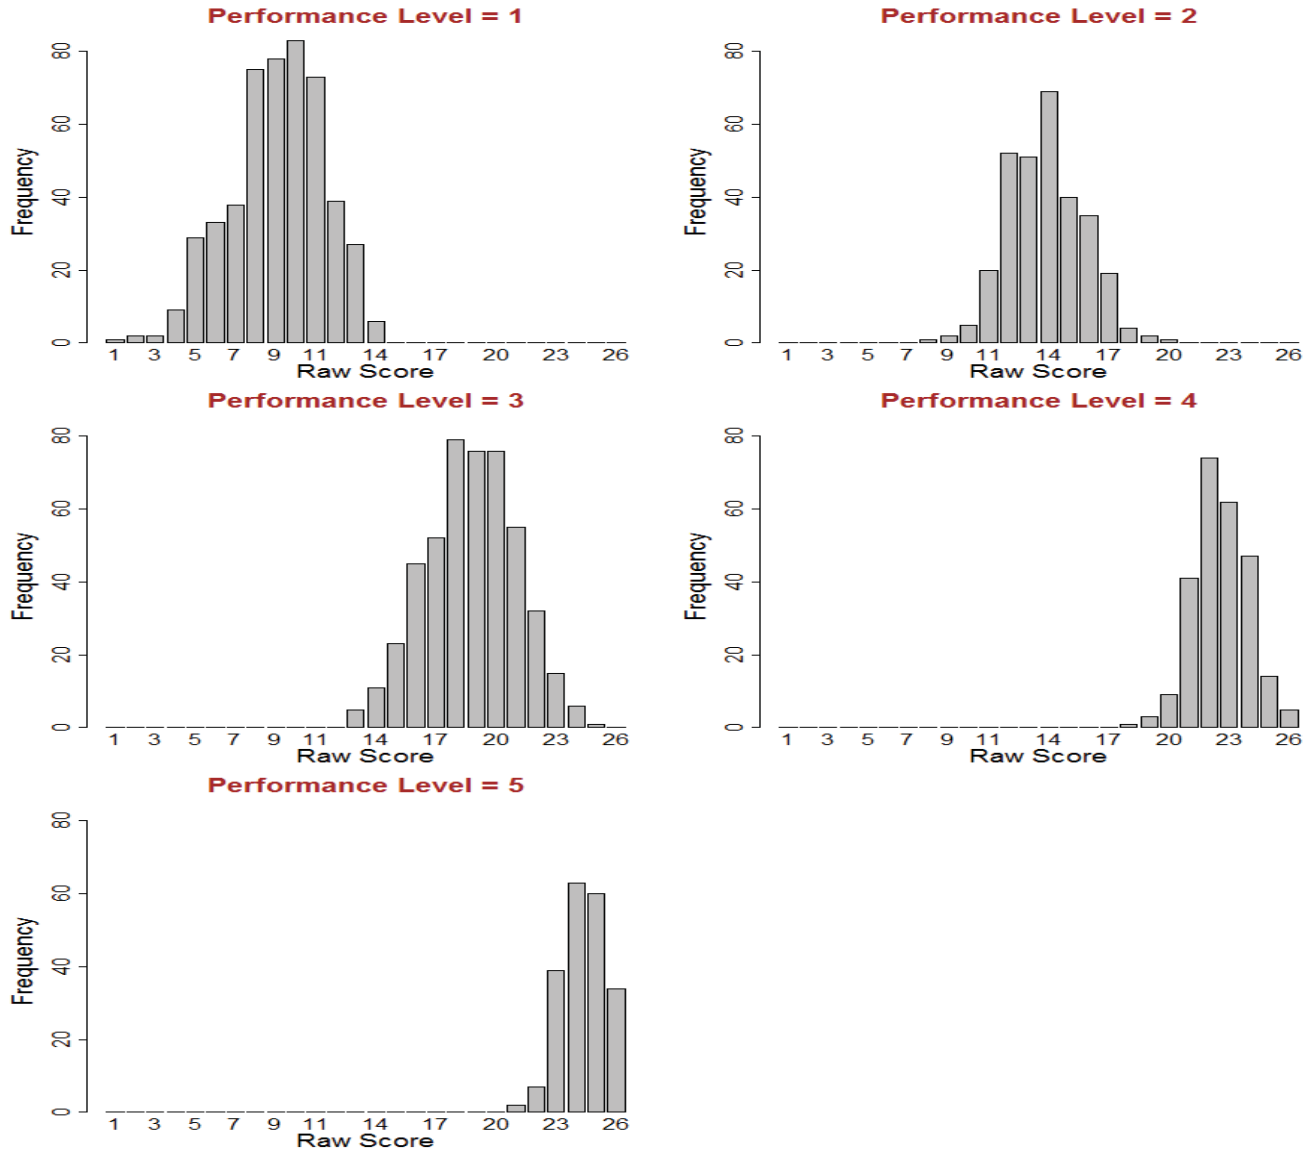 Performance Level = 1
Frequency
80
60
40
20
0
1 3 5 7 9 11 14 17 20 23 26
Raw Score
Performance Level = 2
Frequency
80
60
40
20
0
1 3 5 7 9 11 14 17 20 23 26
Raw Score
Performance Level = 3
Frequency
80
60
40
20
0
1 3 5 7 9 11 14 17 20 23 26
Raw Score
Performance Level = 4
Frequency
80
60
40
20
0
1 3 5 7 9 11 14 17 20 23 26
Raw Score
Performance Level = 5
Frequency
80
60
40
20
0
1 3 5 7 9 11 14 17 20 23 26
Raw Score